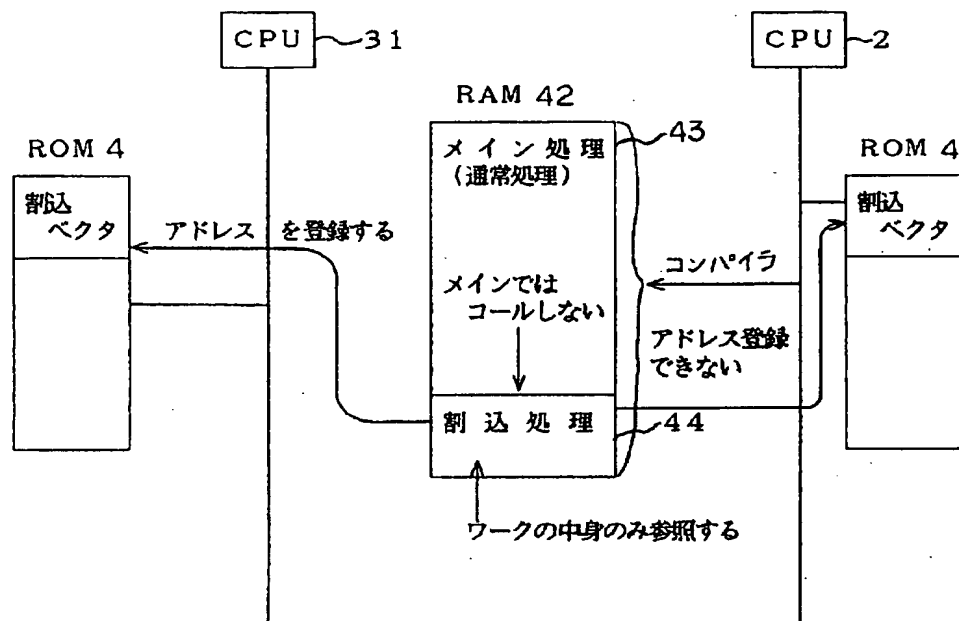 CPU
31
CPU
2
RAM 42
ROM 4
メイン処理
(通常処理)
43
ROM 4
割込
ベクタ
アドレス を登録する
割込
ベクタ
コンパイラ
メインでは
コールしない
アドレス登録
できない
割込処理
44
ワークの中身のみ参照する